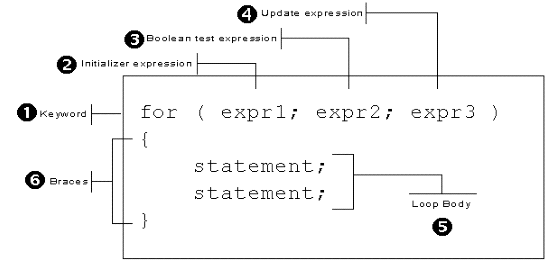 4 Update expression
3 Boolean test expression
2 Initializer expression
1 Keyword
for ( expr1; expr2; expr3 )
{
statement;
statement;
6 Braces
Loop Body
5
}